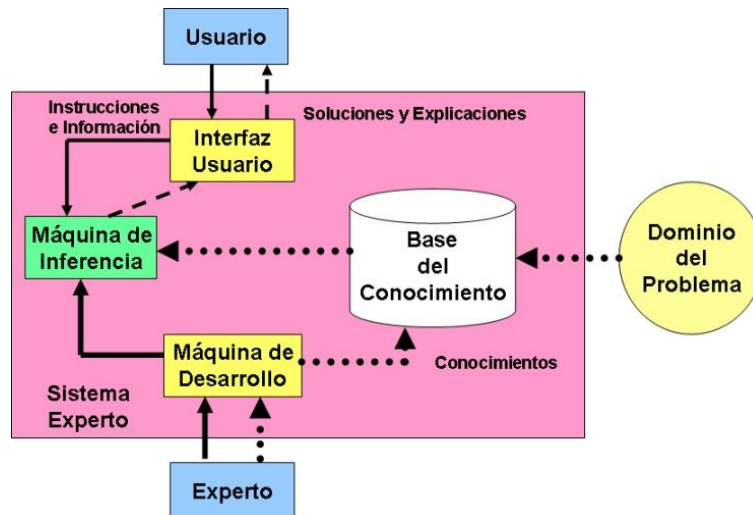 Usuario
Instrucciones
e Información
Soluciones y Explicaciones
Interfaz
Usuario
Máquina de
Inferencia
Base
del
Conocimiento
Dominio
del
Problema
Máquina de
Desarrollo
Conocimientos
Sistema
Experto
Experto